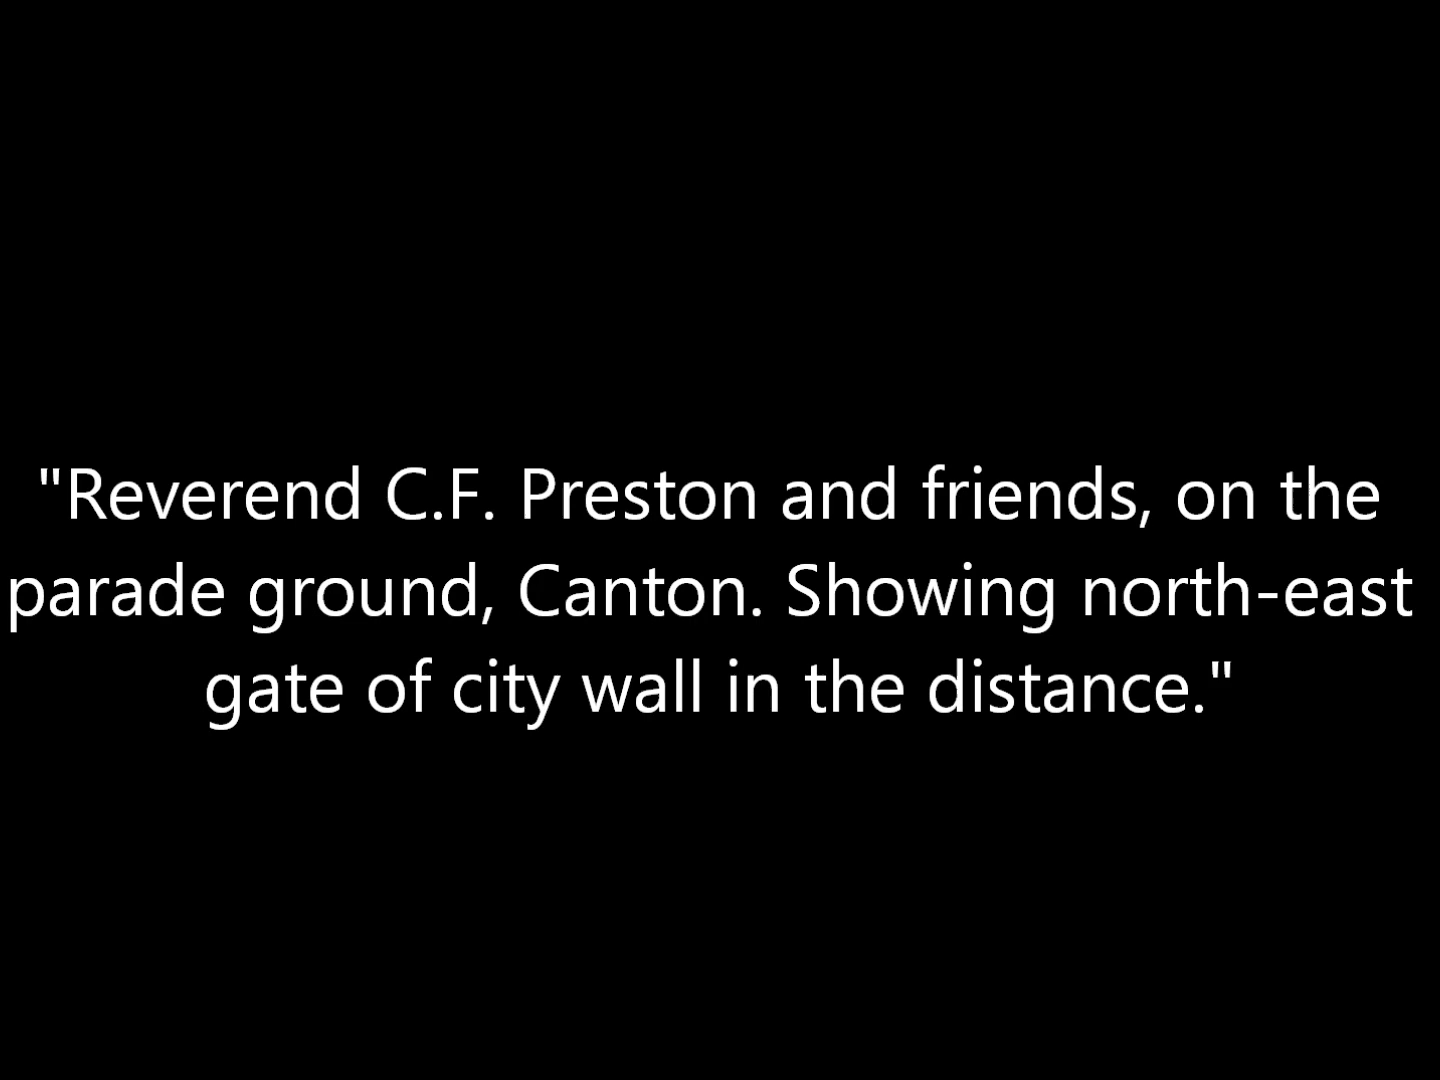 "Reverend C.F. Preston and friends, on the
parade ground, Canton. Showing north-east
gate of city wall in the distance."